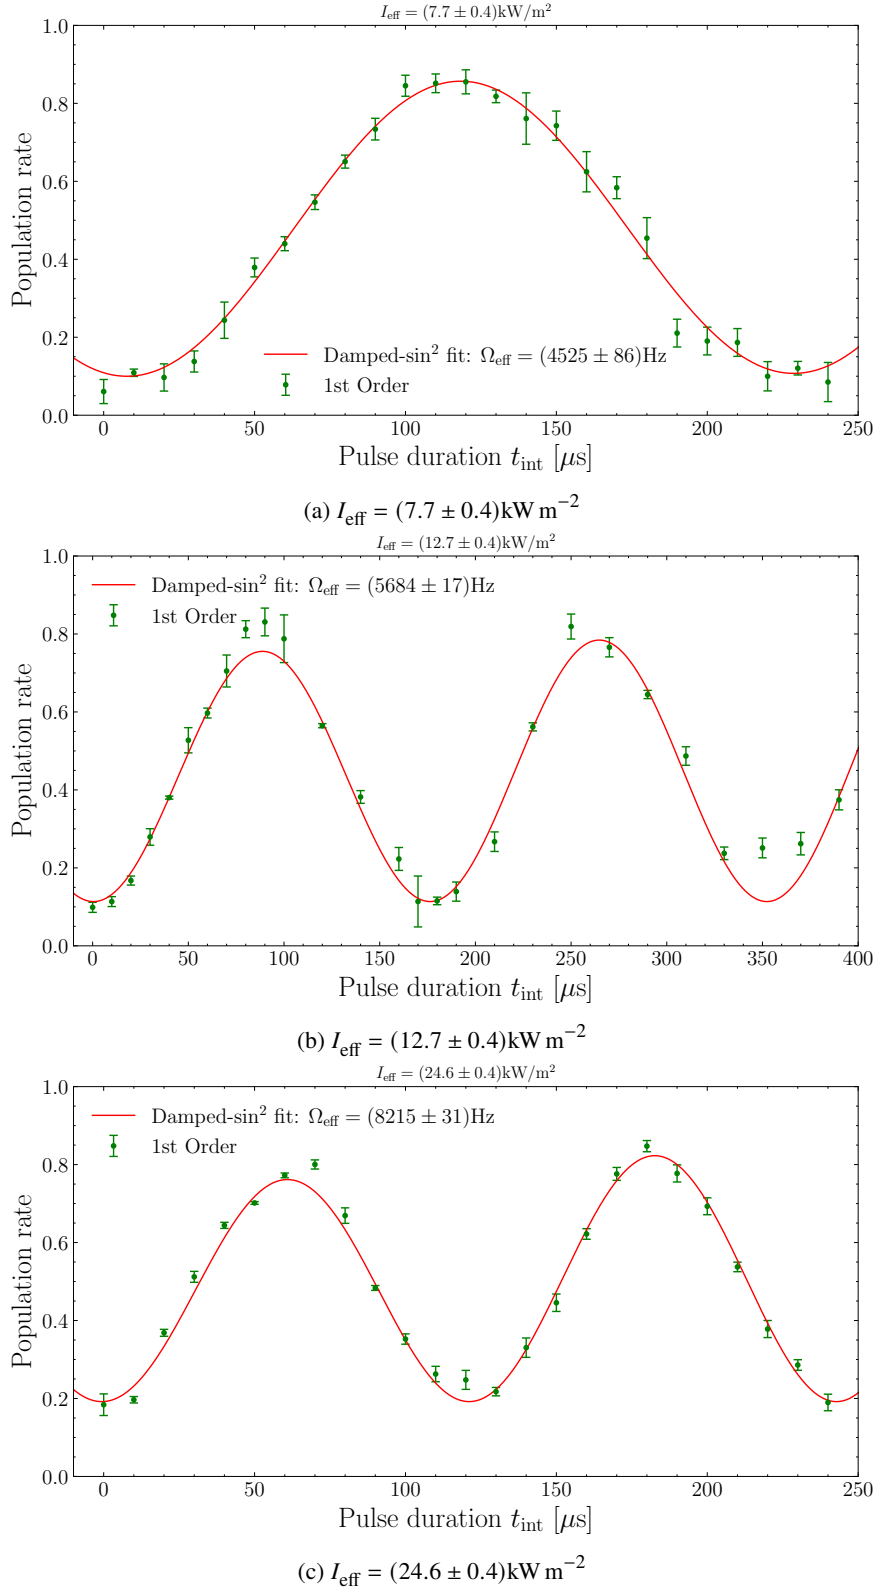 I_eff = (7.7 ± 0.4)kW/m²
1.0
0.8
0.6
0.4
0.2
0.0
Population rate
Damped-sin² fit: Ω_eff = (4525 ± 86)Hz
1st Order
0 50 100 150 200 250
Pulse duration t_int [μs]
(a) I_eff = (7.7 ± 0.4)kW m⁻²
I_eff = (12.7 ± 0.4)kW/m²
1.0
0.8
0.6
0.4
0.2
0.0
Population rate
Damped-sin² fit: Ω_eff = (5684 ± 17)Hz
1st Order
0 50 100 150 200 250 300 350 400
Pulse duration t_int [μs]
(b) I_eff = (12.7 ± 0.4)kW m⁻²
I_eff = (24.6 ± 0.4)kW/m²
1.0
0.8
0.6
0.4
0.2
0.0
Population rate
Damped-sin² fit: Ω_eff = (8215 ± 31)Hz
1st Order
0 50 100 150 200 250
Pulse duration t_int [μs]
(c) I_eff = (24.6 ± 0.4)kW m⁻²